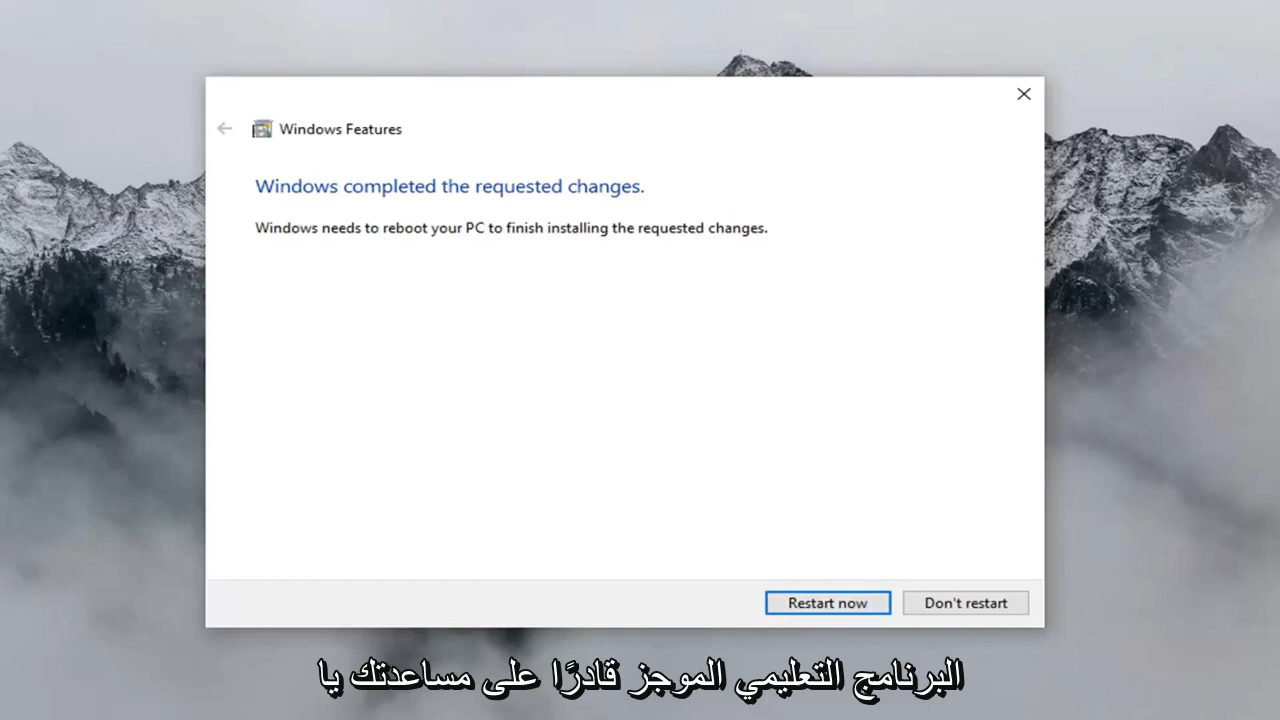 Windows Features
Windows completed the requested changes.
Windows needs to reboot your PC to finish installing the requested changes.
Restart now
Don't restart
البرنامج التعليمي الموجز قادرًا على مساعدتك يا